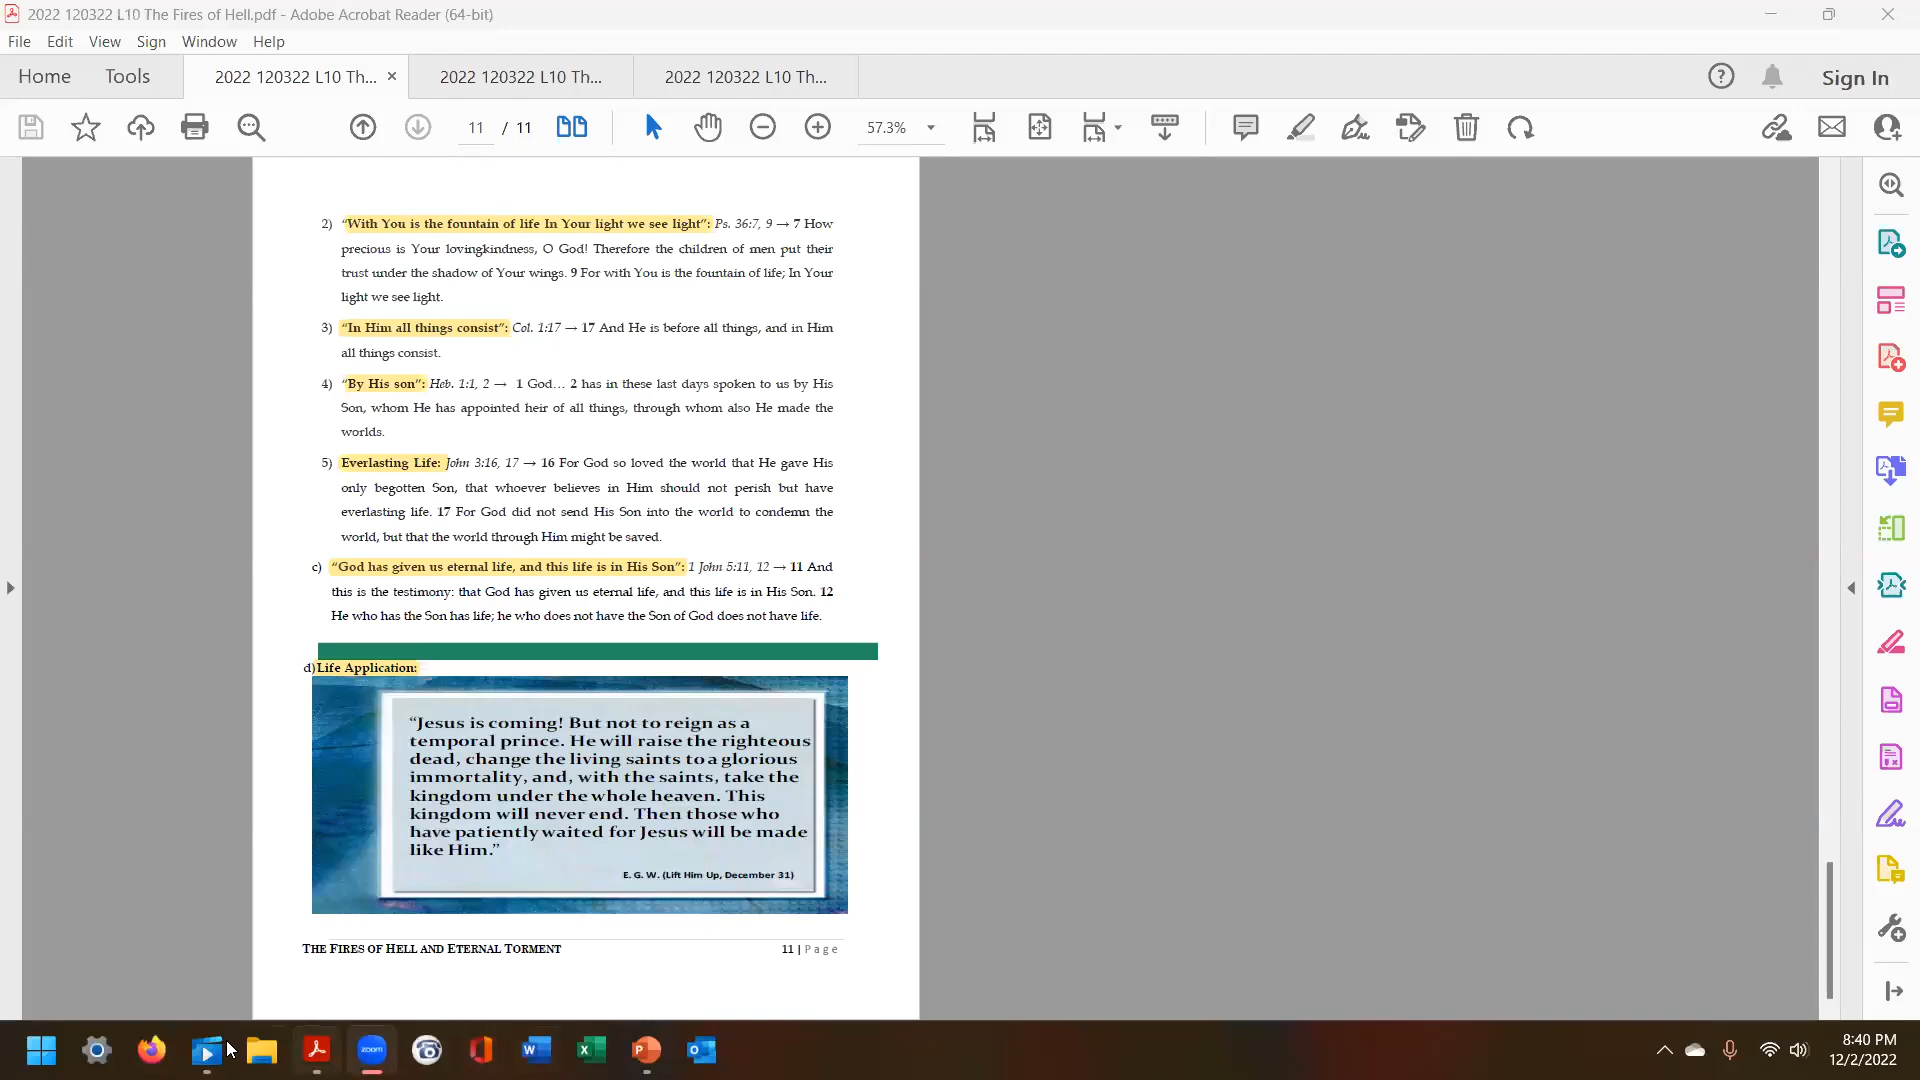 2022 120322 L10 The Fires of Hell.pdf - Adobe Acrobat Reader (64-bit)
File Edit View Sign Window Help
Home Tools 2022 120322 L10 Th... 2022 120322 L10 Th... 2022 120322 L10 Th... Sign In
11 / 11 57.3%
2) “With You is the fountain of life In Your light we see light”: Ps. 36:7, 9 → 7 How
precious is Your lovingkindness, O God! Therefore the children of men put their
trust under the shadow of Your wings. 9 For with You is the fountain of life; In Your
light we see light.
3) “In Him all things consist”: Col. 1:17 → 17 And He is before all things, and in Him
all things consist.
4) “By His son”: Heb. 1:1, 2 → 1 God… 2 has in these last days spoken to us by His
Son, whom He has appointed heir of all things, through whom also He made the
worlds.
5) Everlasting Life: John 3:16, 17 → 16 For God so loved the world that He gave His
only begotten Son, that whoever believes in Him should not perish but have
everlasting life. 17 For God did not send His Son into the world to condemn the
world, but that the world through Him might be saved.
c) “God has given us eternal life, and this life is in His Son”: 1 John 5:11, 12 → 11 And
this is the testimony: that God has given us eternal life, and this life is in His Son. 12
He who has the Son has life; he who does not have the Son of God does not have life.
d)Life Application:
“Jesus is coming! But not to reign as a
temporal prince. He will raise the righteous
dead, change the living saints to a glorious
immortality, and, with the saints, take the
kingdom under the whole heaven. This
kingdom will never end. Then those who
have patiently waited for Jesus will be made
like Him.”
E. G. W. (Lift Him Up, December 31)
THE FIRES OF HELL AND ETERNAL TORMENT 11 | Page
zoom
8:40 PM
12/2/2022